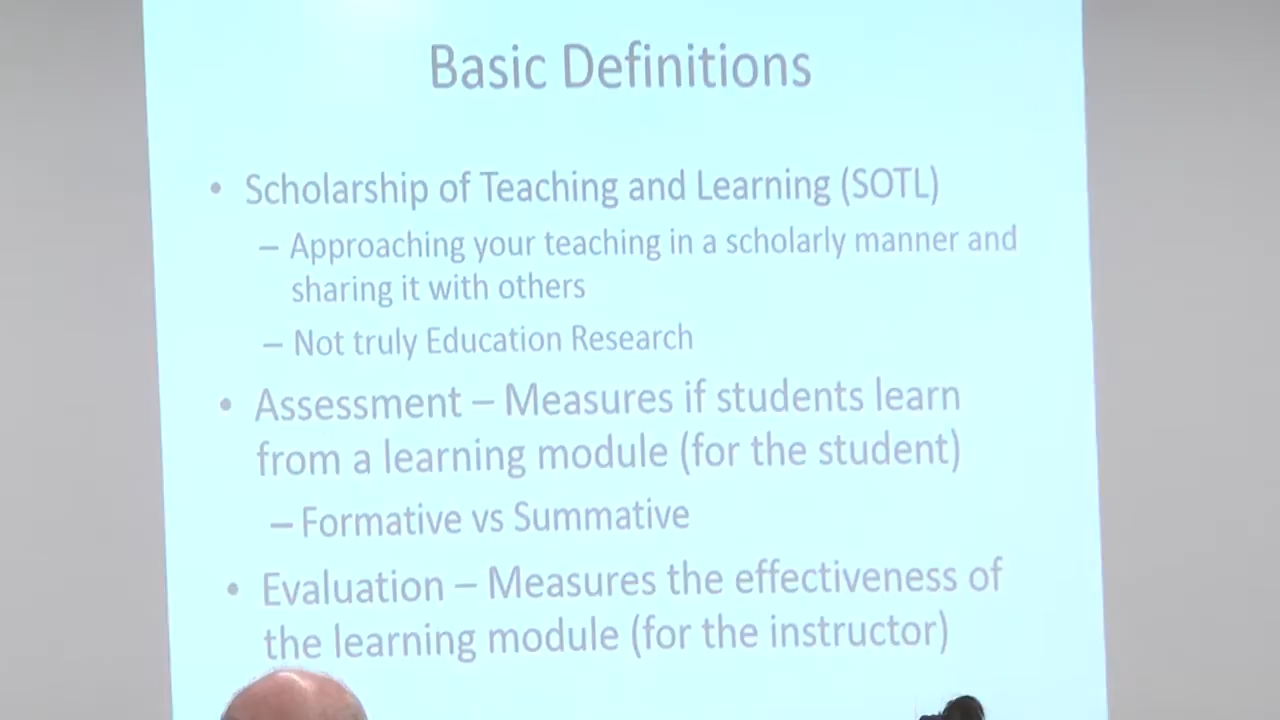 Basic Definitions
• Scholarship of Teaching and Learning (SOTL)
– Approaching your teaching in a scholarly manner and
sharing it with others
– Not truly Education Research
• Assessment – Measures if students learn
from a learning module (for the student)
– Formative vs Summative
• Evaluation – Measures the effectiveness of
the learning module (for the instructor)